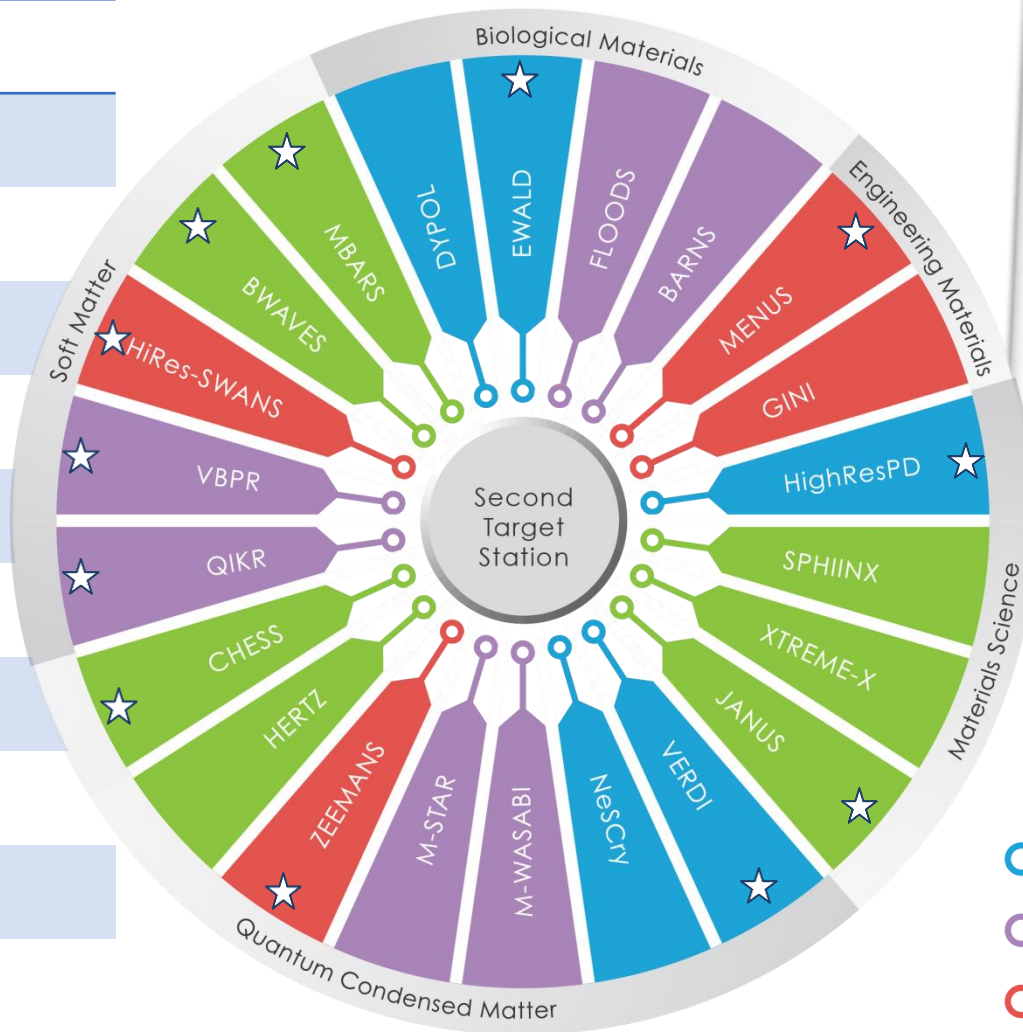 Biological Materials
Engineering Materials
Materials Science
Quantum Condensed Matter
Soft Matter
DYPOL
EWALD
FLOODS
BARNS
MENUS
GINI
HighResPD
SPHIINX
XTREME-X
JANUS
VERDI
NeSCry
M-WASABI
M-STAR
ZEEMANS
HERTZ
CHESS
QIKR
VBPR
HiRes-SWANS
BWAVES
MBARS
Second
Target
Station